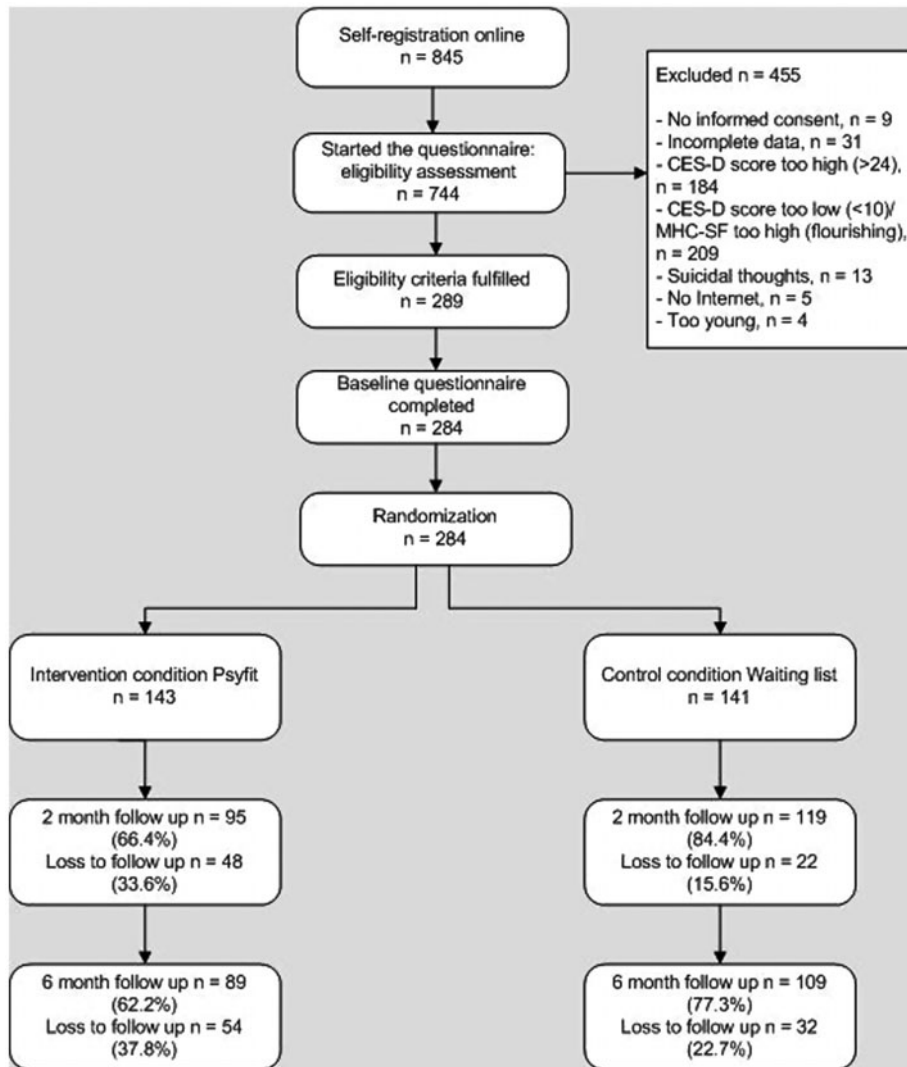 Self-registration online
n = 845
Excluded n = 455
- No informed consent, n = 9
- Incomplete data, n = 31
- CES-D score too high (>24),
n = 184
- CES-D score too low (<10)/
MHC-SF too high (flourishing),
n = 209
- Suicidal thoughts, n = 13
- No Internet, n = 5
- Too young, n = 4
Started the questionnaire:
eligibility assessment
n = 744
Eligibility criteria fulfilled
n = 289
Baseline questionnaire
completed
n = 284
Randomization
n = 284
Intervention condition Psyfit
n = 143
Control condition Waiting list
n = 141
2 month follow up n = 95
(66.4%)
Loss to follow up n = 48
(33.6%)
2 month follow up n = 119
(84.4%)
Loss to follow up n = 22
(15.6%)
6 month follow up n = 89
(62.2%)
Loss to follow up n = 54
(37.8%)
6 month follow up n = 109
(77.3%)
Loss to follow up n = 32
(22.7%)